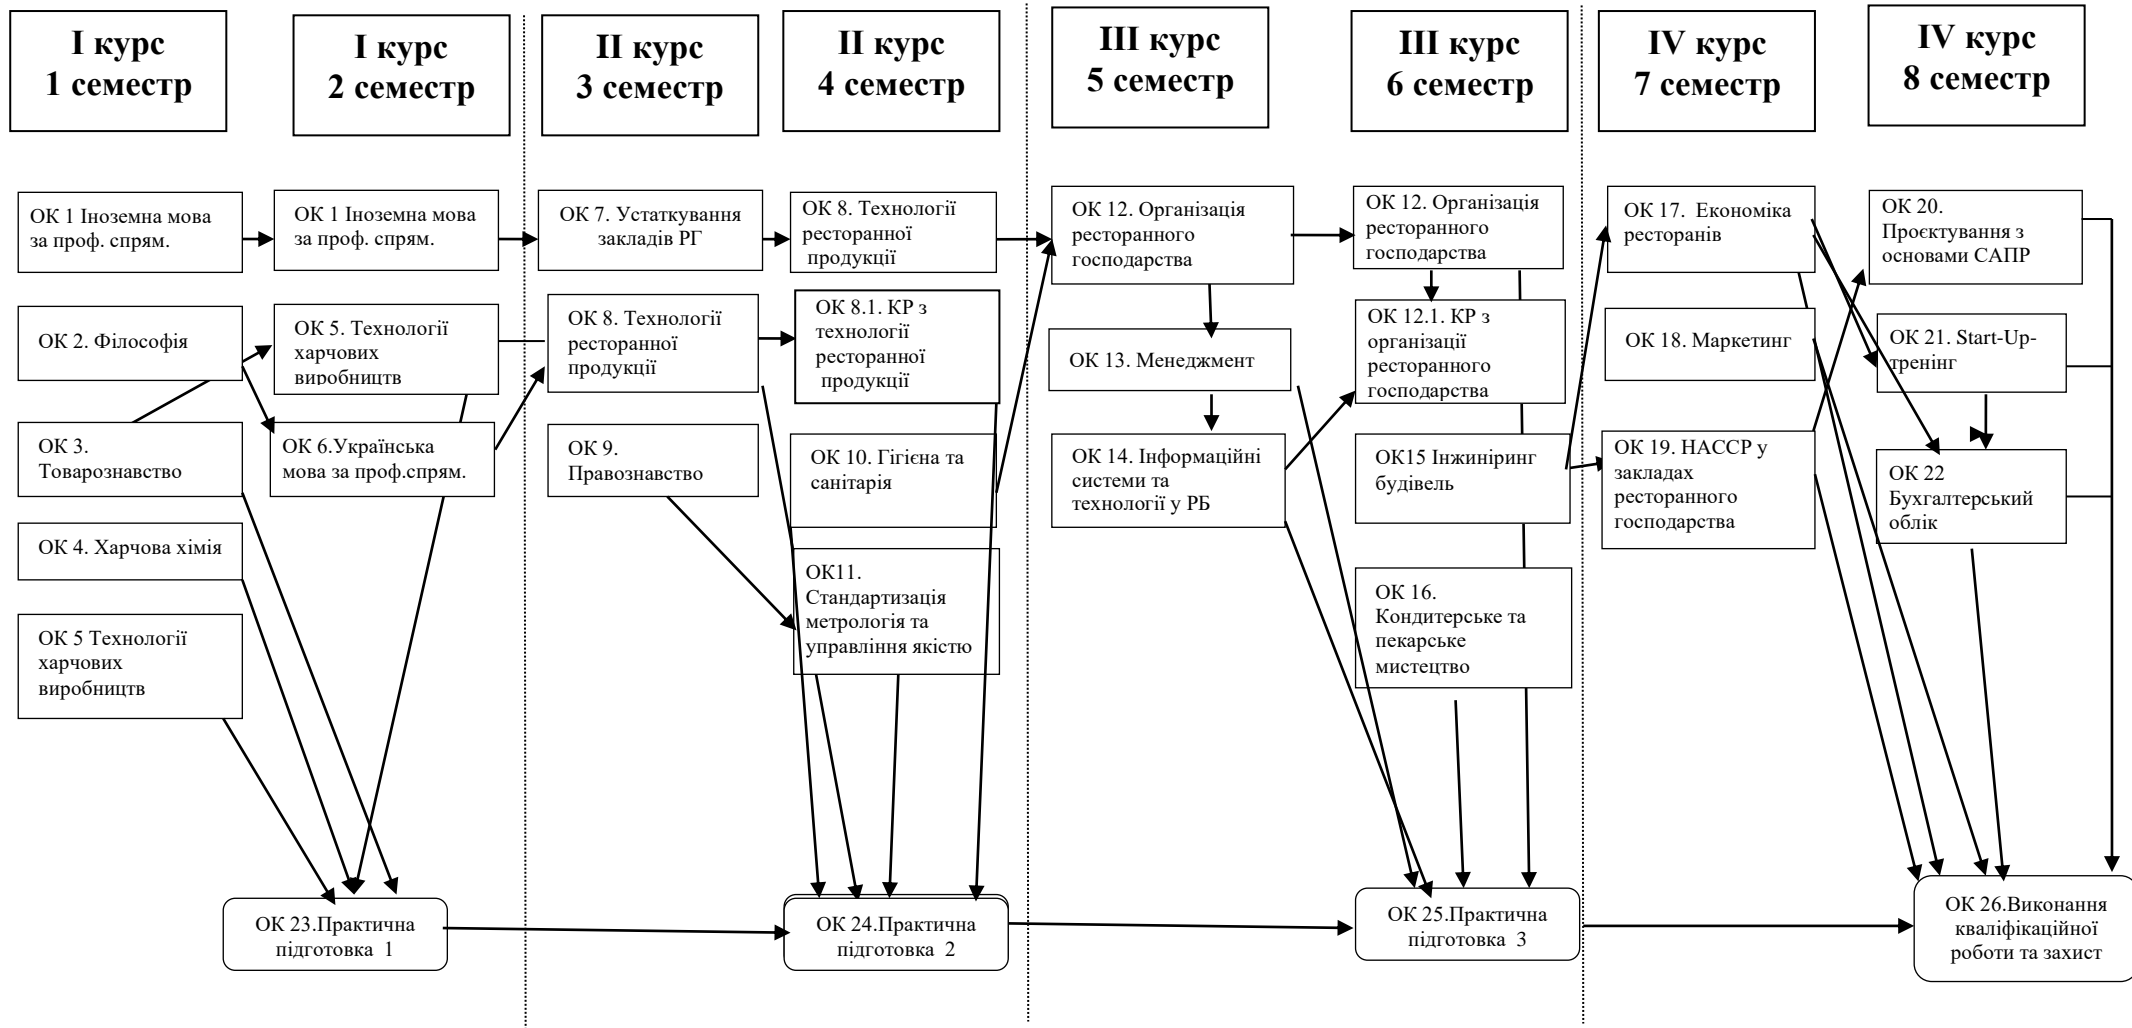 І курс
1 семестр
І курс
2 семестр
ІІ курс
3 семестр
ІІ курс
4 семестр
ІІІ курс
5 семестр
ІІІ курс
6 семестр
IV курс
7 семестр
IV курс
8 семестр
ОК 1 Іноземна мова
за проф. спрям.
ОК 2. Філософія
ОК 3.
Товарознавство
ОК 4. Харчова хімія
ОК 5 Технології
харчових
виробництв
ОК 1 Іноземна мова
за проф. спрям.
ОК 5. Технології
харчових
виробництв
ОК 6.Українська
мова за проф.спрям.
ОК 7. Устаткування
закладів РГ
ОК 8. Технології
ресторанної
продукції
ОК 9.
Правознавство
ОК 8. Технології
ресторанної
продукції
ОК 8.1. КР з
технології
ресторанної
продукції
ОК 10. Гігієна та
санітарія
ОК11.
Стандартизація
метрологія та
управління якістю
ОК 12. Організація
ресторанного
господарства
ОК 13. Менеджмент
ОК 14. Інформаційні
системи та
технології у РБ
ОК 12. Організація
ресторанного
господарства
ОК 12.1. КР з
організації
ресторанного
господарства
ОК15 Інжиніринг
будівель
ОК 16.
Кондитерське та
пекарське
мистецтво
ОК 17. Економіка
ресторанів
ОК 18. Маркетинг
ОК 19. НАССР у
закладах
ресторанного
господарства
ОК 20.
Проєктування з
основами САПР
ОК 21. Start-Up-
тренінг
ОК 22
Бухгалтерський
облік
ОК 23.Практична
підготовка 1
ОК 24.Практична
підготовка 2
ОК 25.Практична
підготовка 3
ОК 26.Виконання
кваліфікаційної
роботи та захист